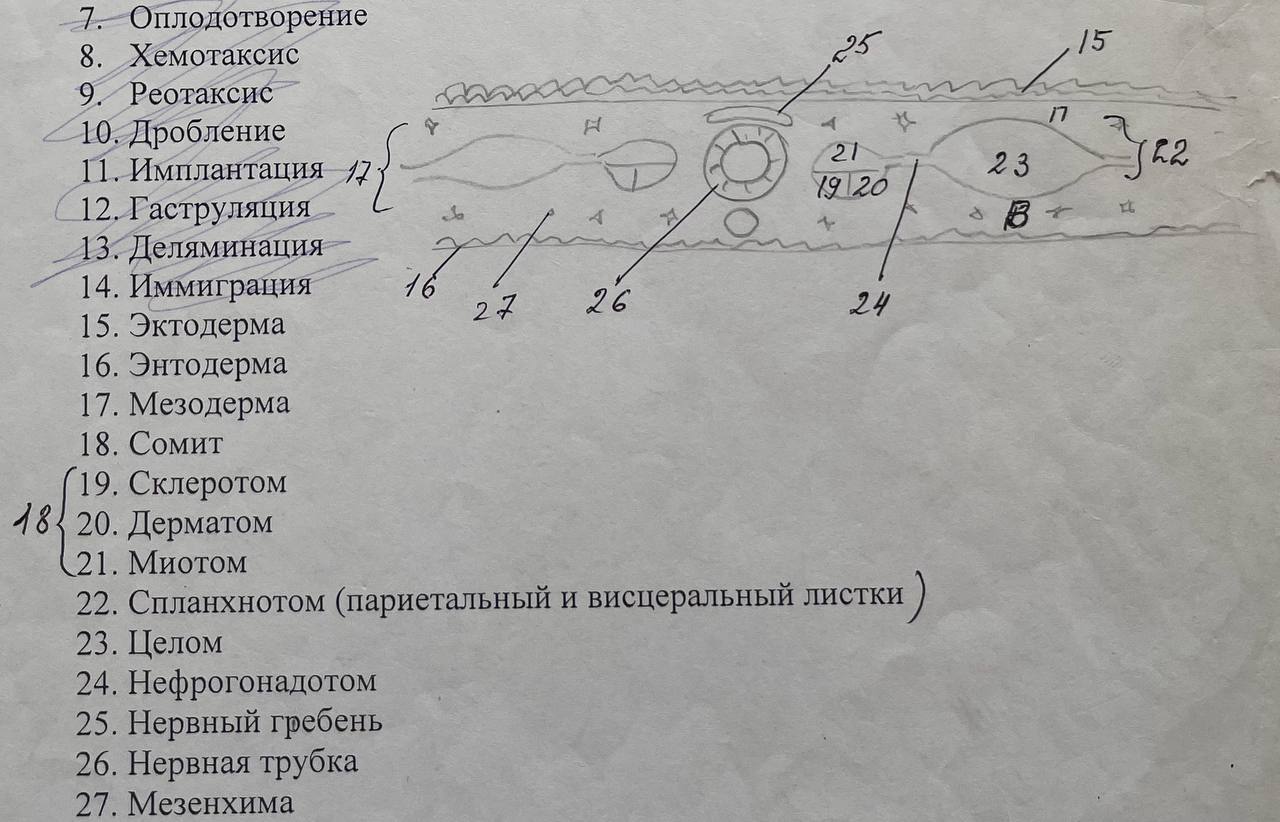 7. Оплодотворение
8. Хемотаксис
9. Реотаксис
10. Дробление
11. Имплантация
12. Гаструляция
13. Деляминация
14. Иммиграция
15. Эктодерма
16. Энтодерма
17. Мезодерма
18. Сомит
18 { 19. Склеротом
20. Дерматом
21. Миотом
22. Спланхнотом (париетальный и висцеральный листки)
23. Целом
24. Нефрогонадотом
25. Нервный гребень
26. Нервная трубка
27. Мезенхима
25 15
П
17 21 23 22
19 20
В
16 27 26 24